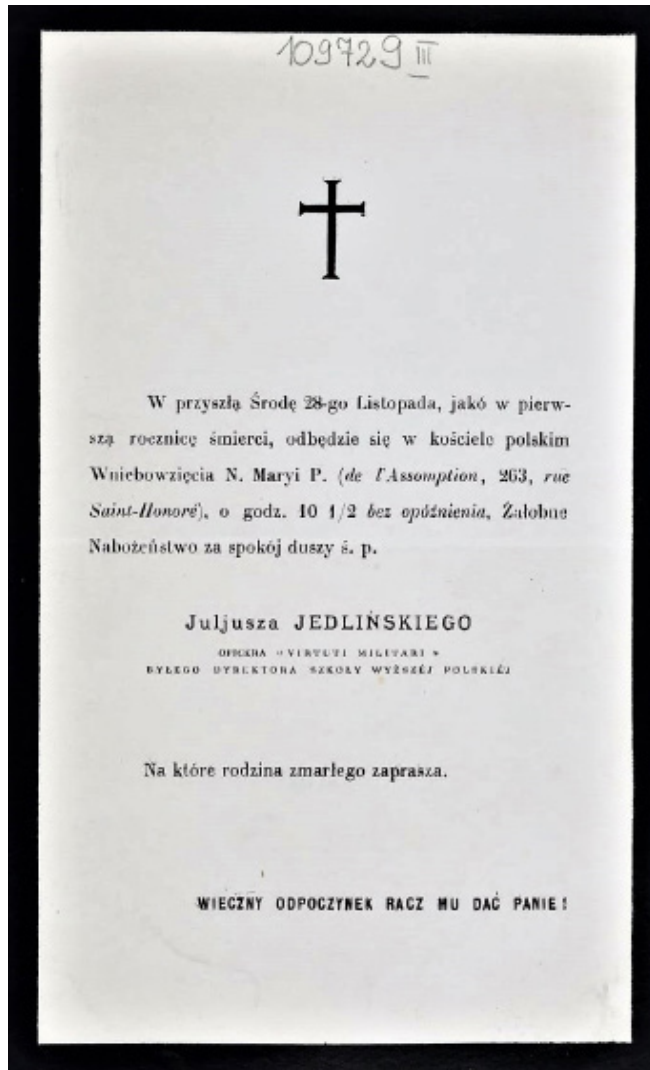 109729 III
W przyszłą Środę 28-go Listopada, jakó w pierw-
szą rocznicę śmierci, odbędzie się w kościele polskim
Wniebowzięcia N. Maryi P. (de l'Assomption, 263, rue
Saint-Honoré), o godz. 10 1/2 bez opóźnienia, Żałobne
Nabożeństwo za spokój duszy ś. p.
Juljusza JEDLIŃSKIEGO
OFICERA «VIRTUTI MILITARI»
BYŁEGO DYREKTORA SZKOŁY WYŻSZÉJ POLSKIÉJ
Na które rodzina zmarłego zaprasza.
WIECZNY ODPOCZYNEK RACZ MU DAĆ PANIE!